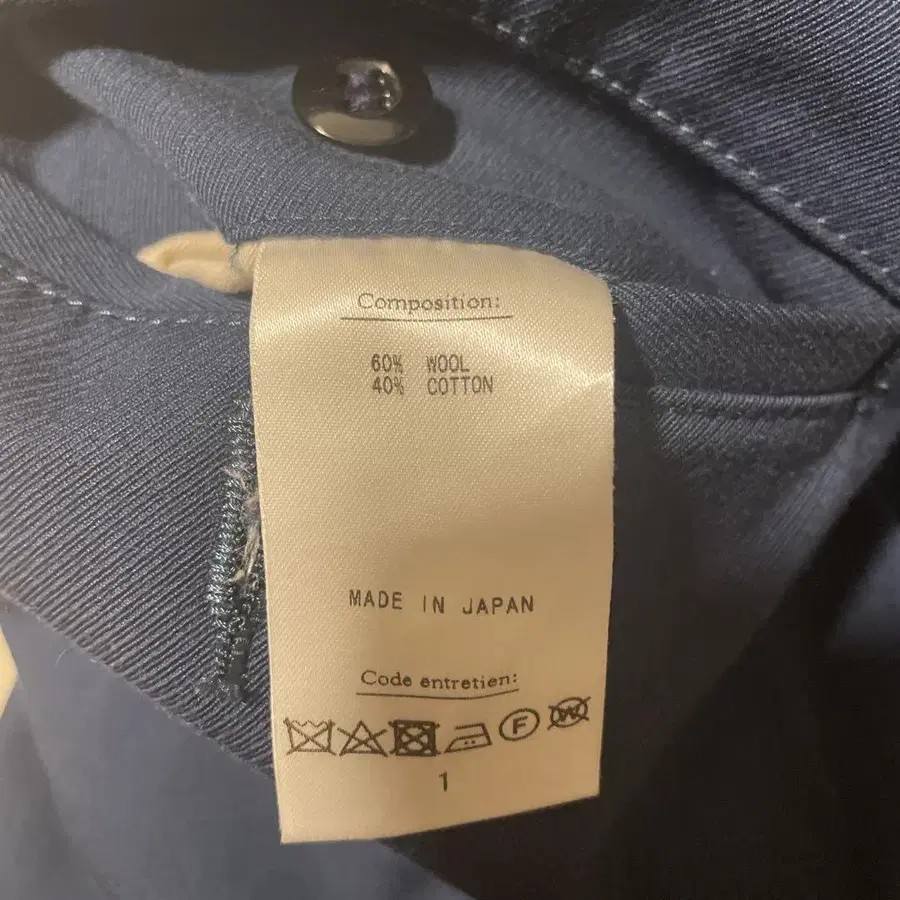 Composition:
60% WOOL
40% COTTON
MADE IN JAPAN
Code entretien:
F W
1